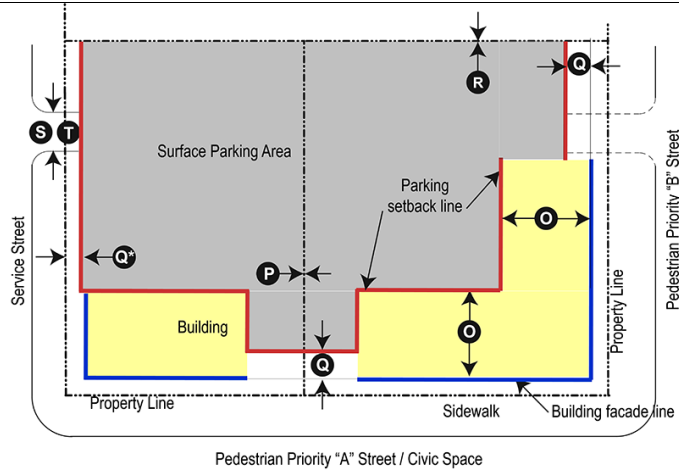 Q
R
S T
Surface Parking Area
Parking
setback line
O
Service Street
Pedestrian Priority “B” Street
Q*
P
Building
O
Property Line
Q
Property Line
Sidewalk
Building facade line
Pedestrian Priority “A” Street / Civic Space